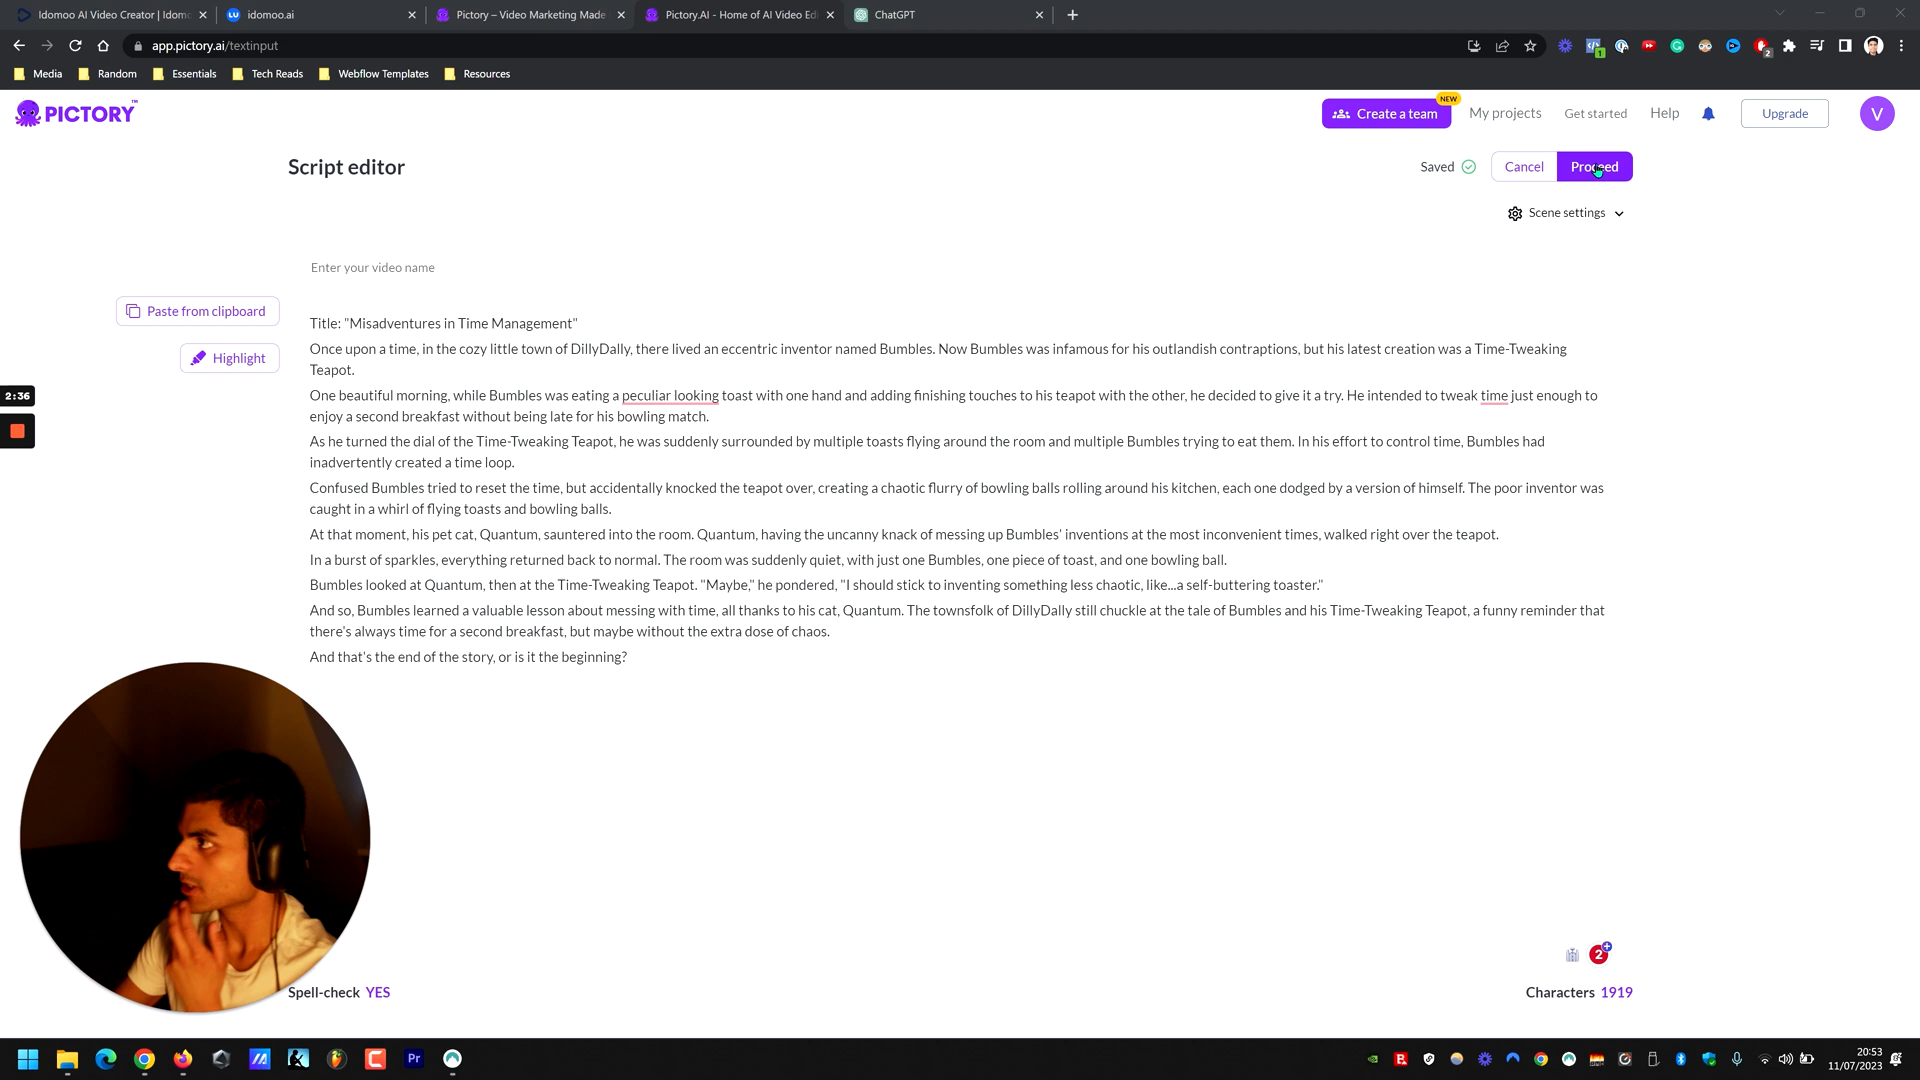 Idomoo AI Video Creator | Idomo
idomoo.ai
Pictory – Video Marketing Made
Pictory.AI - Home of AI Video Edi
ChatGPT
app.pictory.ai/textinput
Media
Random
Essentials
Tech Reads
Webflow Templates
Resources
PICTORY™
NEW
Create a team
My projects
Get started
Help
Upgrade
V
Script editor
Saved
Cancel
Proceed
Scene settings
Enter your video name
Paste from clipboard
Highlight
Title: "Misadventures in Time Management"
Once upon a time, in the cozy little town of DillyDally, there lived an eccentric inventor named Bumbles. Now Bumbles was infamous for his outlandish contraptions, but his latest creation was a Time-Tweaking
Teapot.
One beautiful morning, while Bumbles was eating a peculiar looking toast with one hand and adding finishing touches to his teapot with the other, he decided to give it a try. He intended to tweak time just enough to
enjoy a second breakfast without being late for his bowling match.
As he turned the dial of the Time-Tweaking Teapot, he was suddenly surrounded by multiple toasts flying around the room and multiple Bumbles trying to eat them. In his effort to control time, Bumbles had
inadvertently created a time loop.
Confused Bumbles tried to reset the time, but accidentally knocked the teapot over, creating a chaotic flurry of bowling balls rolling around his kitchen, each one dodged by a version of himself. The poor inventor was
caught in a whirl of flying toasts and bowling balls.
At that moment, his pet cat, Quantum, sauntered into the room. Quantum, having the uncanny knack of messing up Bumbles' inventions at the most inconvenient times, walked right over the teapot.
In a burst of sparkles, everything returned back to normal. The room was suddenly quiet, with just one Bumbles, one piece of toast, and one bowling ball.
Bumbles looked at Quantum, then at the Time-Tweaking Teapot. "Maybe," he pondered, "I should stick to inventing something less chaotic, like...a self-buttering toaster."
And so, Bumbles learned a valuable lesson about messing with time, all thanks to his cat, Quantum. The townsfolk of DillyDally still chuckle at the tale of Bumbles and his Time-Tweaking Teapot, a funny reminder that
there's always time for a second breakfast, but maybe without the extra dose of chaos.
And that's the end of the story, or is it the beginning?
2:36
2
Spell-check YES
Characters 1919
Pr
20:53
11/07/2023